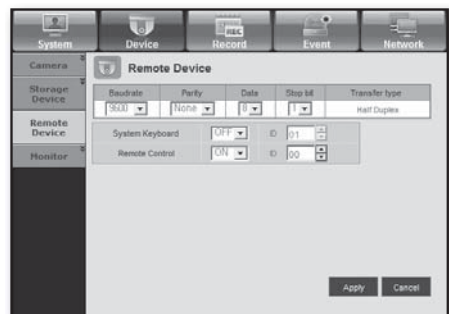 REC
System Device Record Event Network
Camera
Storage Device
Remote Device
Monitor
Remote Device
Baudrate Parity Data Stop bit Transfer type
9600 None 8 1 Half Duplex
System Keyboard OFF ID 01
Remote Control ON ID 00
Apply Cancel